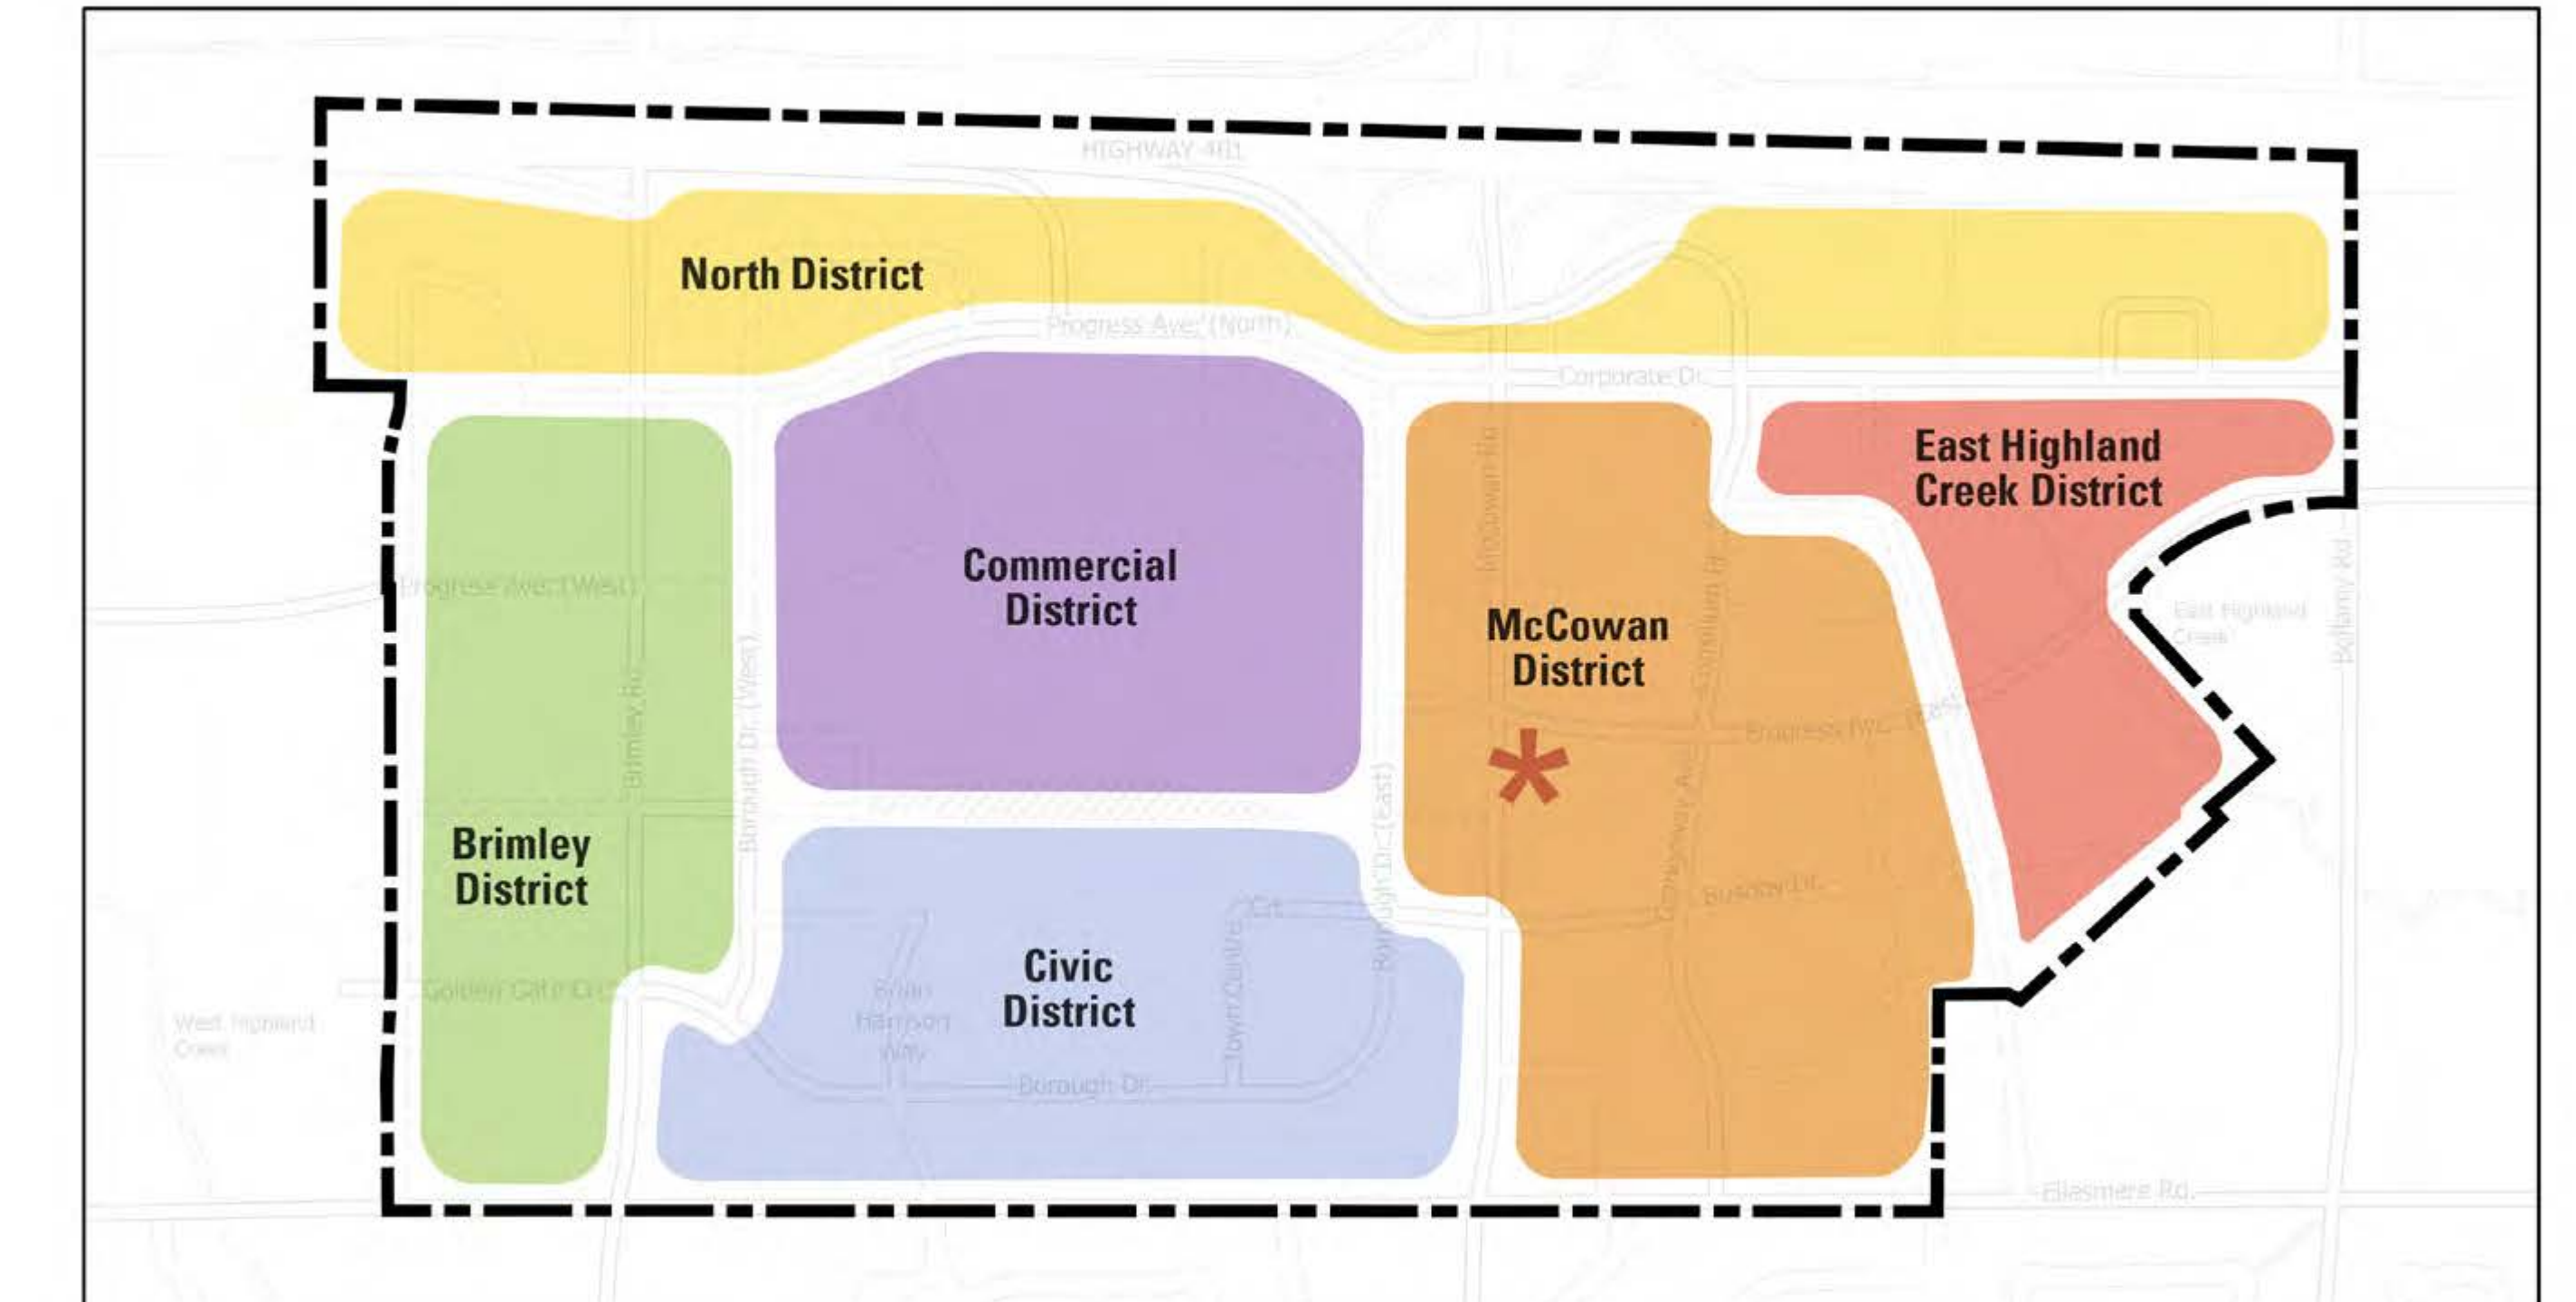 HIGHWAY 401
North District
Progress Ave. (North)
Corporate Dr.
East Highland
Creek District
Commercial
District
McCowan Rd.
Progress Ave. (West)
McCowan
District
East Highland
Creek
Bellamy Rd.
Brimley Rd.
Borough Dr. (West)
Progress Ave. (East)
*
Borough Dr. (East)
Brimley
District
Bushby Dr.
Civic
District
Town Centre
Crt.
Golden Gate Crt.
Brian
Harrison
Way
West Highland
Creek
Borough Dr.
Ellesmere Rd.